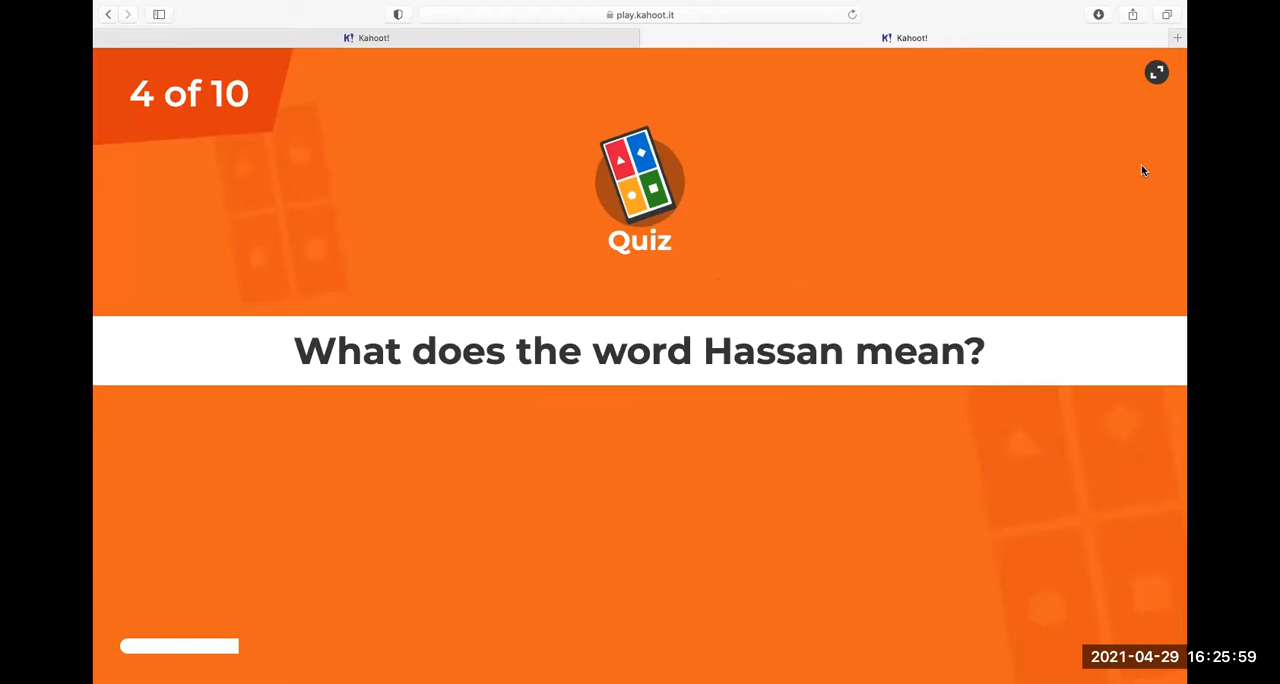 play.kahoot.it
K! Kahoot!
K! Kahoot!
4 of 10
Quiz
What does the word Hassan mean?
2021-04-29 16:25:59